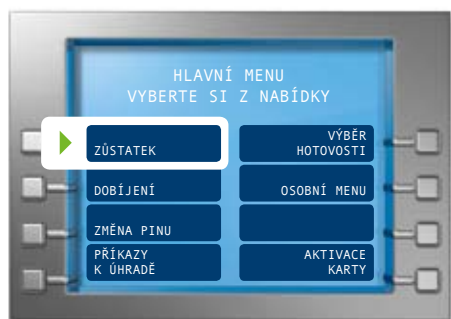 HLAVNÍ MENU
VYBERTE SI Z NABÍDKY
ZŮSTATEK
VÝBĚR
HOTOVOSTI
DOBÍJENÍ
OSOBNÍ MENU
ZMĚNA PINU
PŘÍKAZY
K ÚHRADĚ
AKTIVACE
KARTY